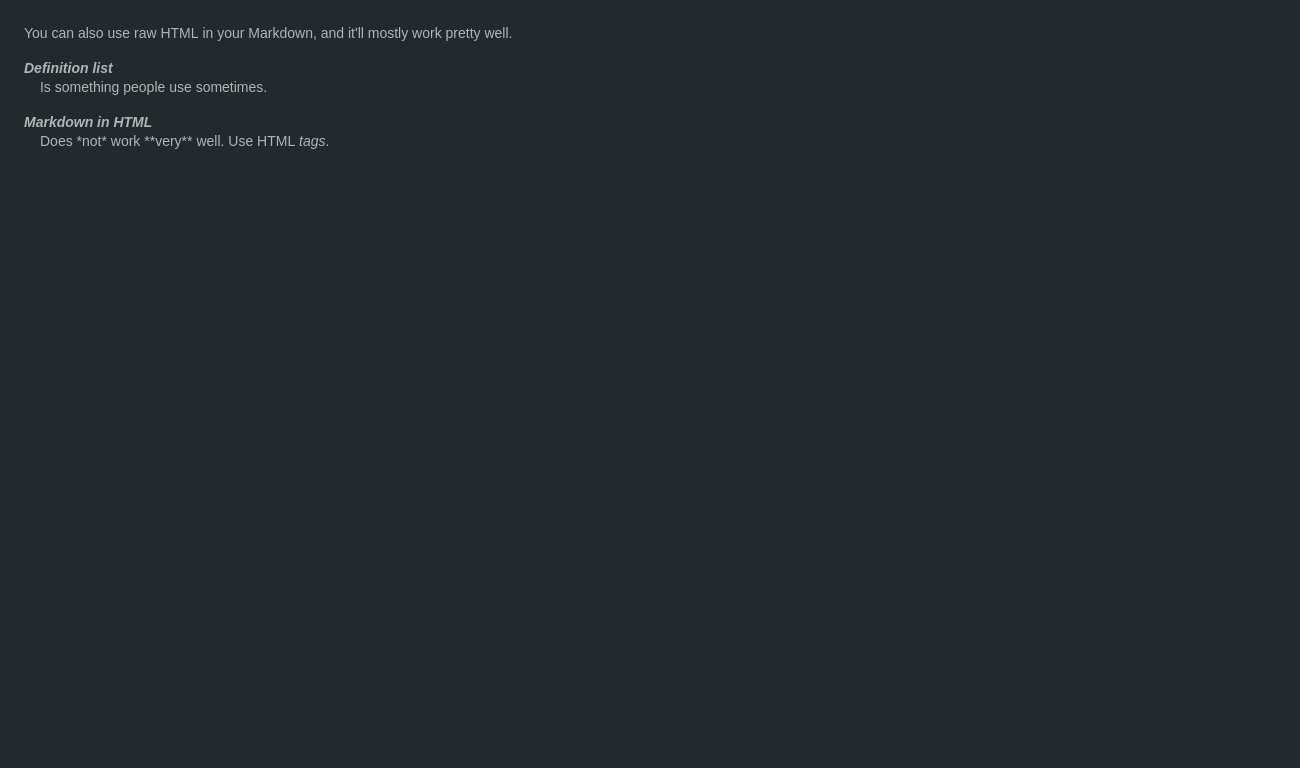 You can also use raw HTML in your Markdown, and it'll mostly work pretty well.
Definition list
Is something people use sometimes.
Markdown in HTML
Does *not* work **very** well. Use HTML tags.